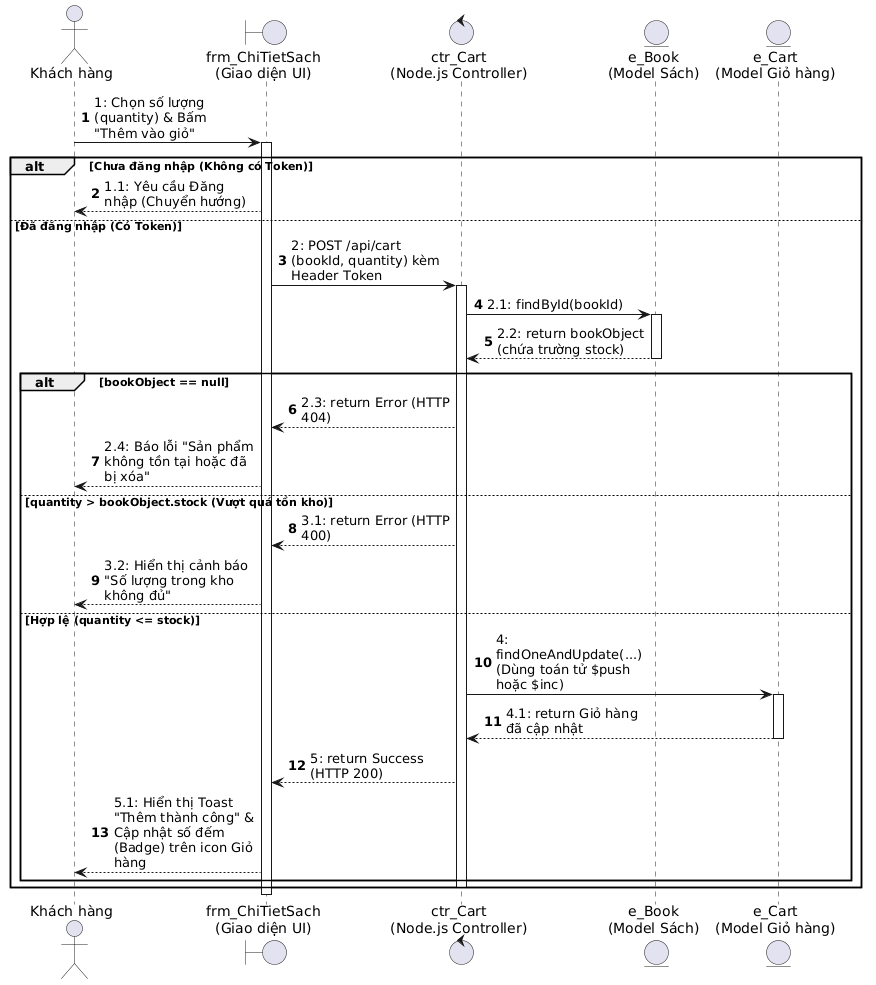 Khách hàng
frm_ChiTietSach
(Giao diện UI)
ctr_Cart
(Node.js Controller)
e_Book
(Model Sách)
e_Cart
(Model Giỏ hàng)
1 1: Chọn số lượng
(quantity) & Bấm
"Thêm vào giỏ"
alt [Chưa đăng nhập (Không có Token)]
2 1.1: Yêu cầu Đăng
nhập (Chuyển hướng)
[Đã đăng nhập (Có Token)]
3 2: POST /api/cart
(bookId, quantity) kèm
Header Token
4 2.1: findById(bookId)
5 2.2: return bookObject
(chứa trường stock)
alt [bookObject == null]
6 2.3: return Error (HTTP
404)
7 2.4: Báo lỗi "Sản phẩm
không tồn tại hoặc đã
bị xóa"
[quantity > bookObject.stock (Vượt quá tồn kho)]
8 3.1: return Error (HTTP
400)
9 3.2: Hiển thị cảnh báo
"Số lượng trong kho
không đủ"
[Hợp lệ (quantity <= stock)]
10 4:
findOneAndUpdate(...)
(Dùng toán tử $push
hoặc $inc)
11 4.1: return Giỏ hàng
đã cập nhật
12 5: return Success
(HTTP 200)
13 5.1: Hiển thị Toast
"Thêm thành công" &
Cập nhật số đếm
(Badge) trên icon Giỏ
hàng
Khách hàng
frm_ChiTietSach
(Giao diện UI)
ctr_Cart
(Node.js Controller)
e_Book
(Model Sách)
e_Cart
(Model Giỏ hàng)